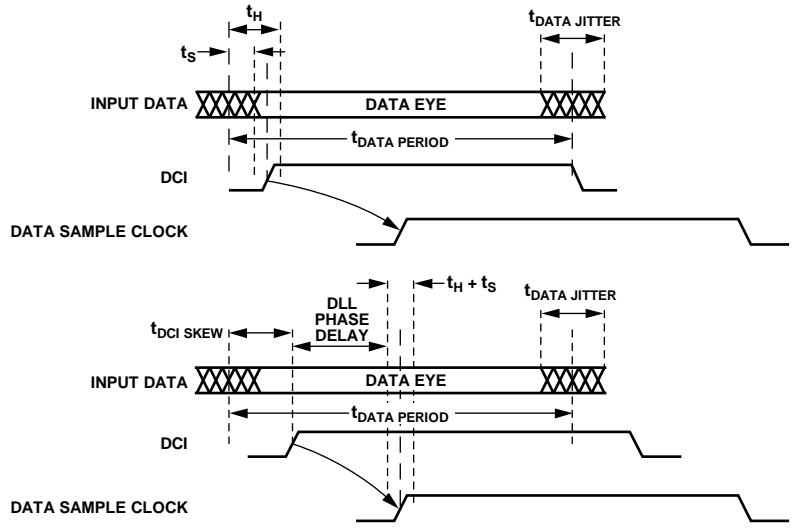 tH
tDATA JITTER
tS
INPUT DATA
DATA EYE
tDATA PERIOD
DCI
DATA SAMPLE CLOCK
tH + tS
DLL
PHASE
DELAY
tDATA JITTER
tDCI SKEW
INPUT DATA
DATA EYE
tDATA PERIOD
DCI
DATA SAMPLE CLOCK